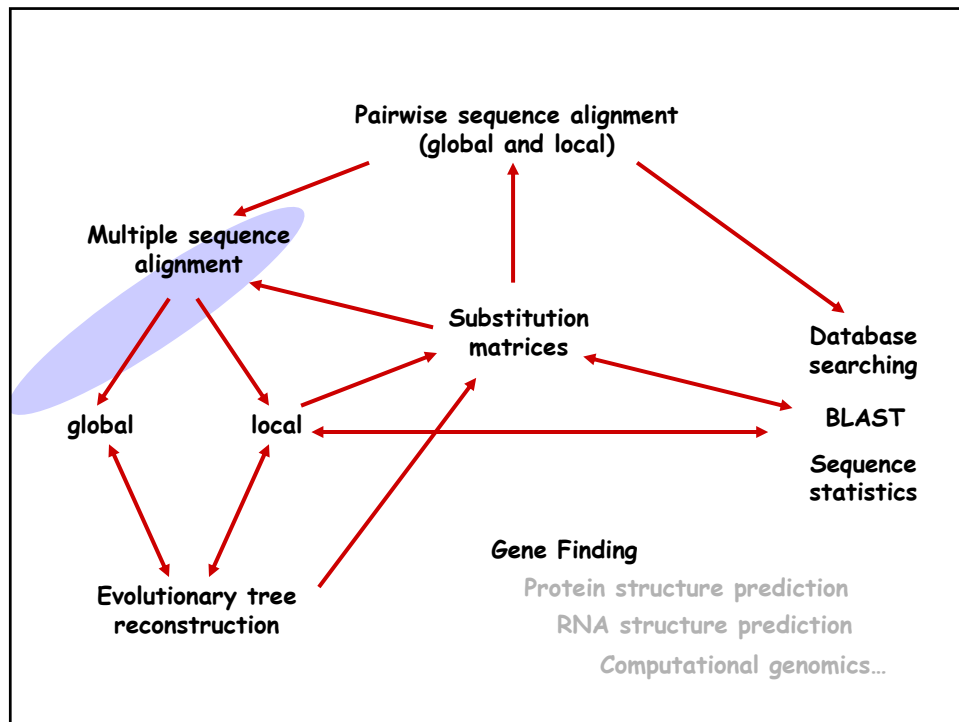 Pairwise sequence alignment
(global and local)
Multiple sequence
alignment
Substitution
matrices
Database
searching
global
local
BLAST
Sequence
statistics
Gene Finding
Protein structure prediction
Evolutionary tree
reconstruction
RNA structure prediction
Computational genomics…